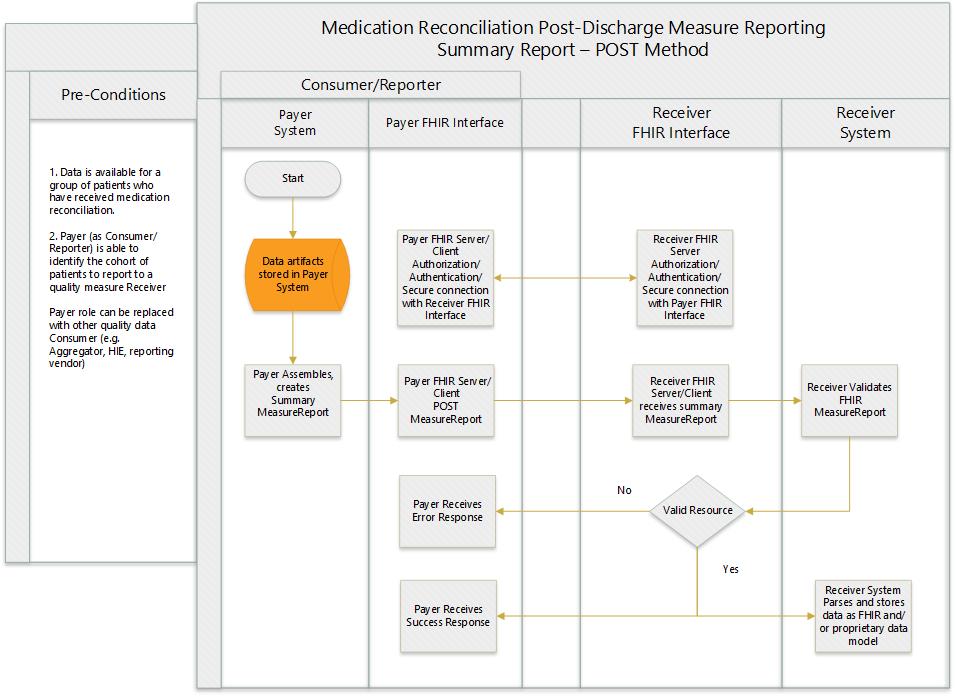 Medication Reconciliation Post-Discharge Measure Reporting
Summary Report – POST Method
Pre-Conditions
1. Data is available for a
group of patients who
have received medication
reconciliation.
2. Payer (as Consumer/
Reporter) is able to
identify the cohort of
patients to report to a
quality measure Receiver
Payer role can be replaced
with other quality data
Consumer (e.g.
Aggregator, HIE, reporting
vendor)
Consumer/Reporter
Payer
System
Payer FHIR Interface
Receiver
FHIR Interface
Receiver
System
Start
Data artifacts
stored in Payer
System
Payer FHIR Server/
Client
Authorization/
Authentication/
Secure connection
with Receiver FHIR
Interface
Receiver FHIR
Server
Authorization/
Authentication/
Secure connection
with Payer FHIR
Interface
Payer Assembles,
creates
Summary
MeasureReport
Payer FHIR Server/
Client
POST
MeasureReport
Receiver FHIR
Server/Client
receives summary
MeasureReport
Receiver Validates
FHIR
MeasureReport
Payer Receives
Error Response
No
Valid Resource
Yes
Payer Receives
Success Response
Receiver System
Parses and stores
data as FHIR and/
or proprietary data
model